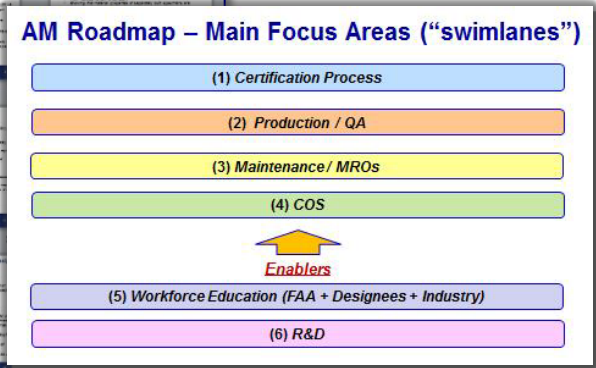 AM Roadmap – Main Focus Areas (“swimlanes”)
(1) Certification Process
(2) Production / QA
(3) Maintenance / MROs
(4) COS
Enablers
(5) Workforce Education (FAA + Designees + Industry)
(6) R&D